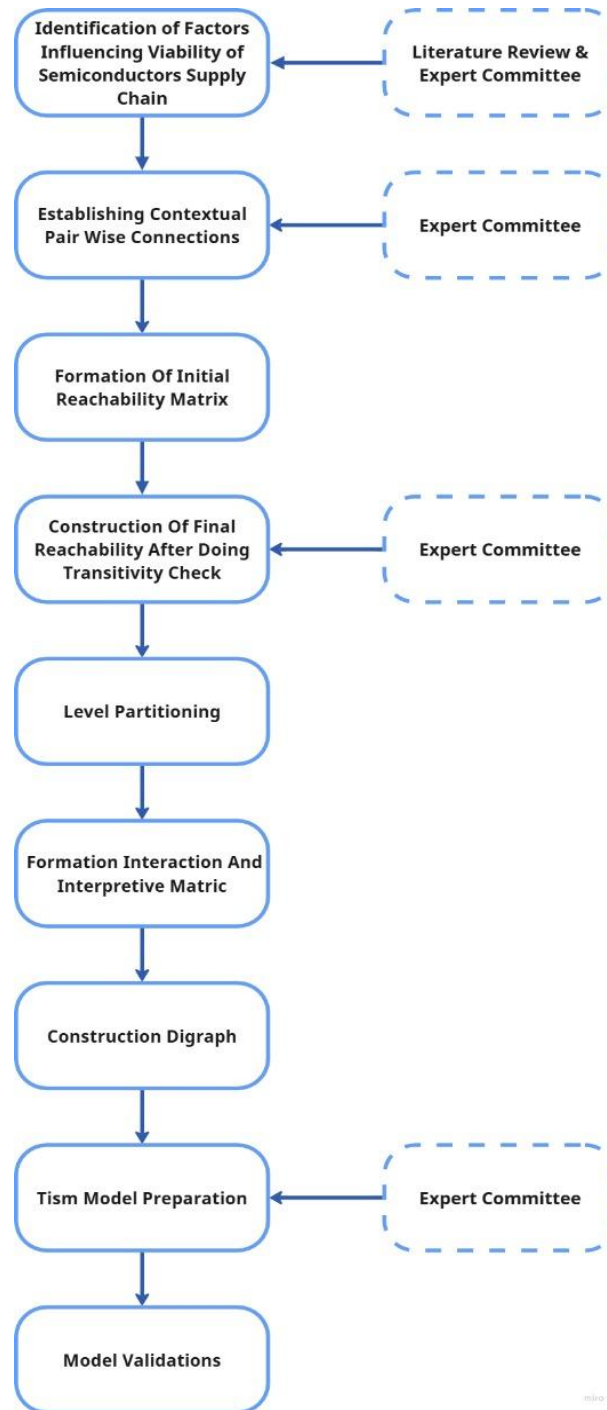 Identification of Factors
Influencing Viability of
Semiconductors Supply
Chain
Literature Review &
Expert Committee
Establishing Contextual
Pair Wise Connections
Expert Committee
Formation Of Initial
Reachability Matrix
Construction Of Final
Reachability After Doing
Transitivity Check
Expert Committee
Level Partitioning
Formation Interaction And
Interpretive Matric
Construction Digraph
Tism Model Preparation
Expert Committee
Model Validations
miro